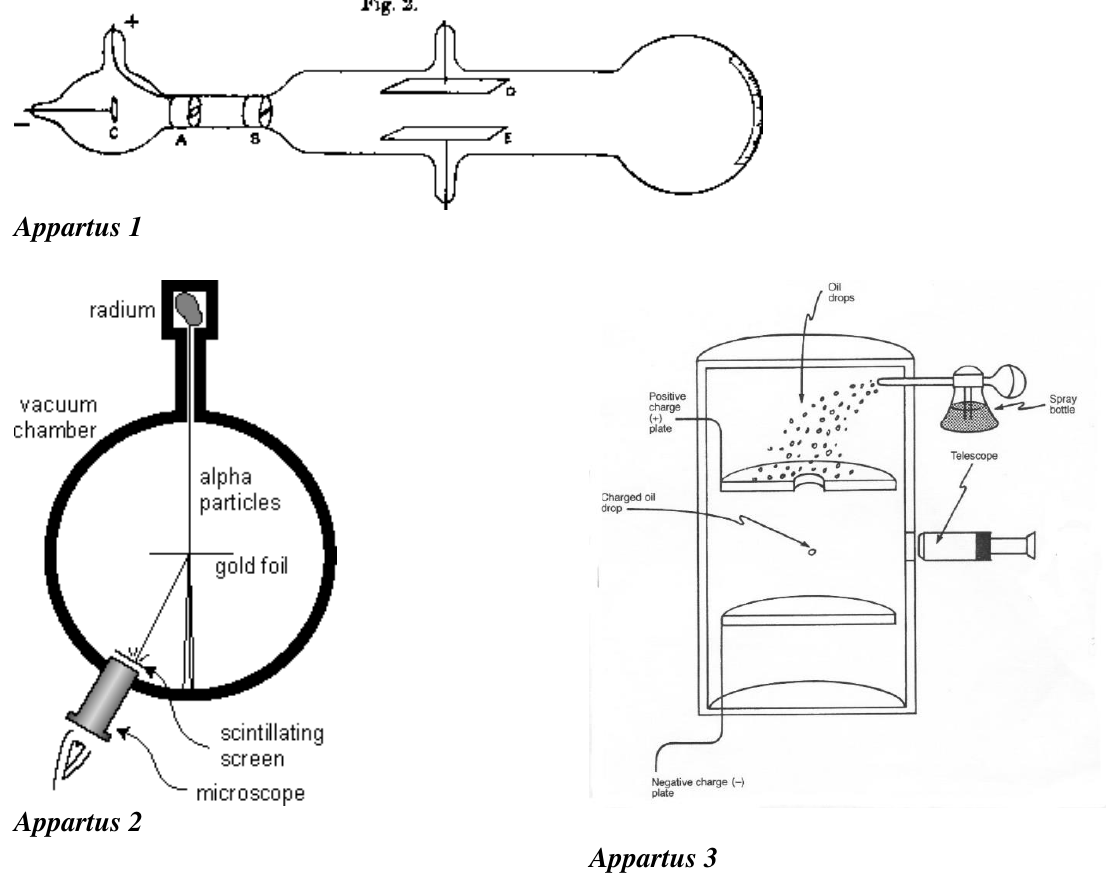 Fig. 2.
+
−
C
A
B
D
E
Appartus 1
radium
vacuum
chamber
alpha
particles
gold foil
scintillating
screen
microscope
Appartus 2
Oil
drops
Positive
charge
(+)
plate
Spray
bottle
Telescope
Charged oil
drop
Negative charge (−)
plate
Appartus 3